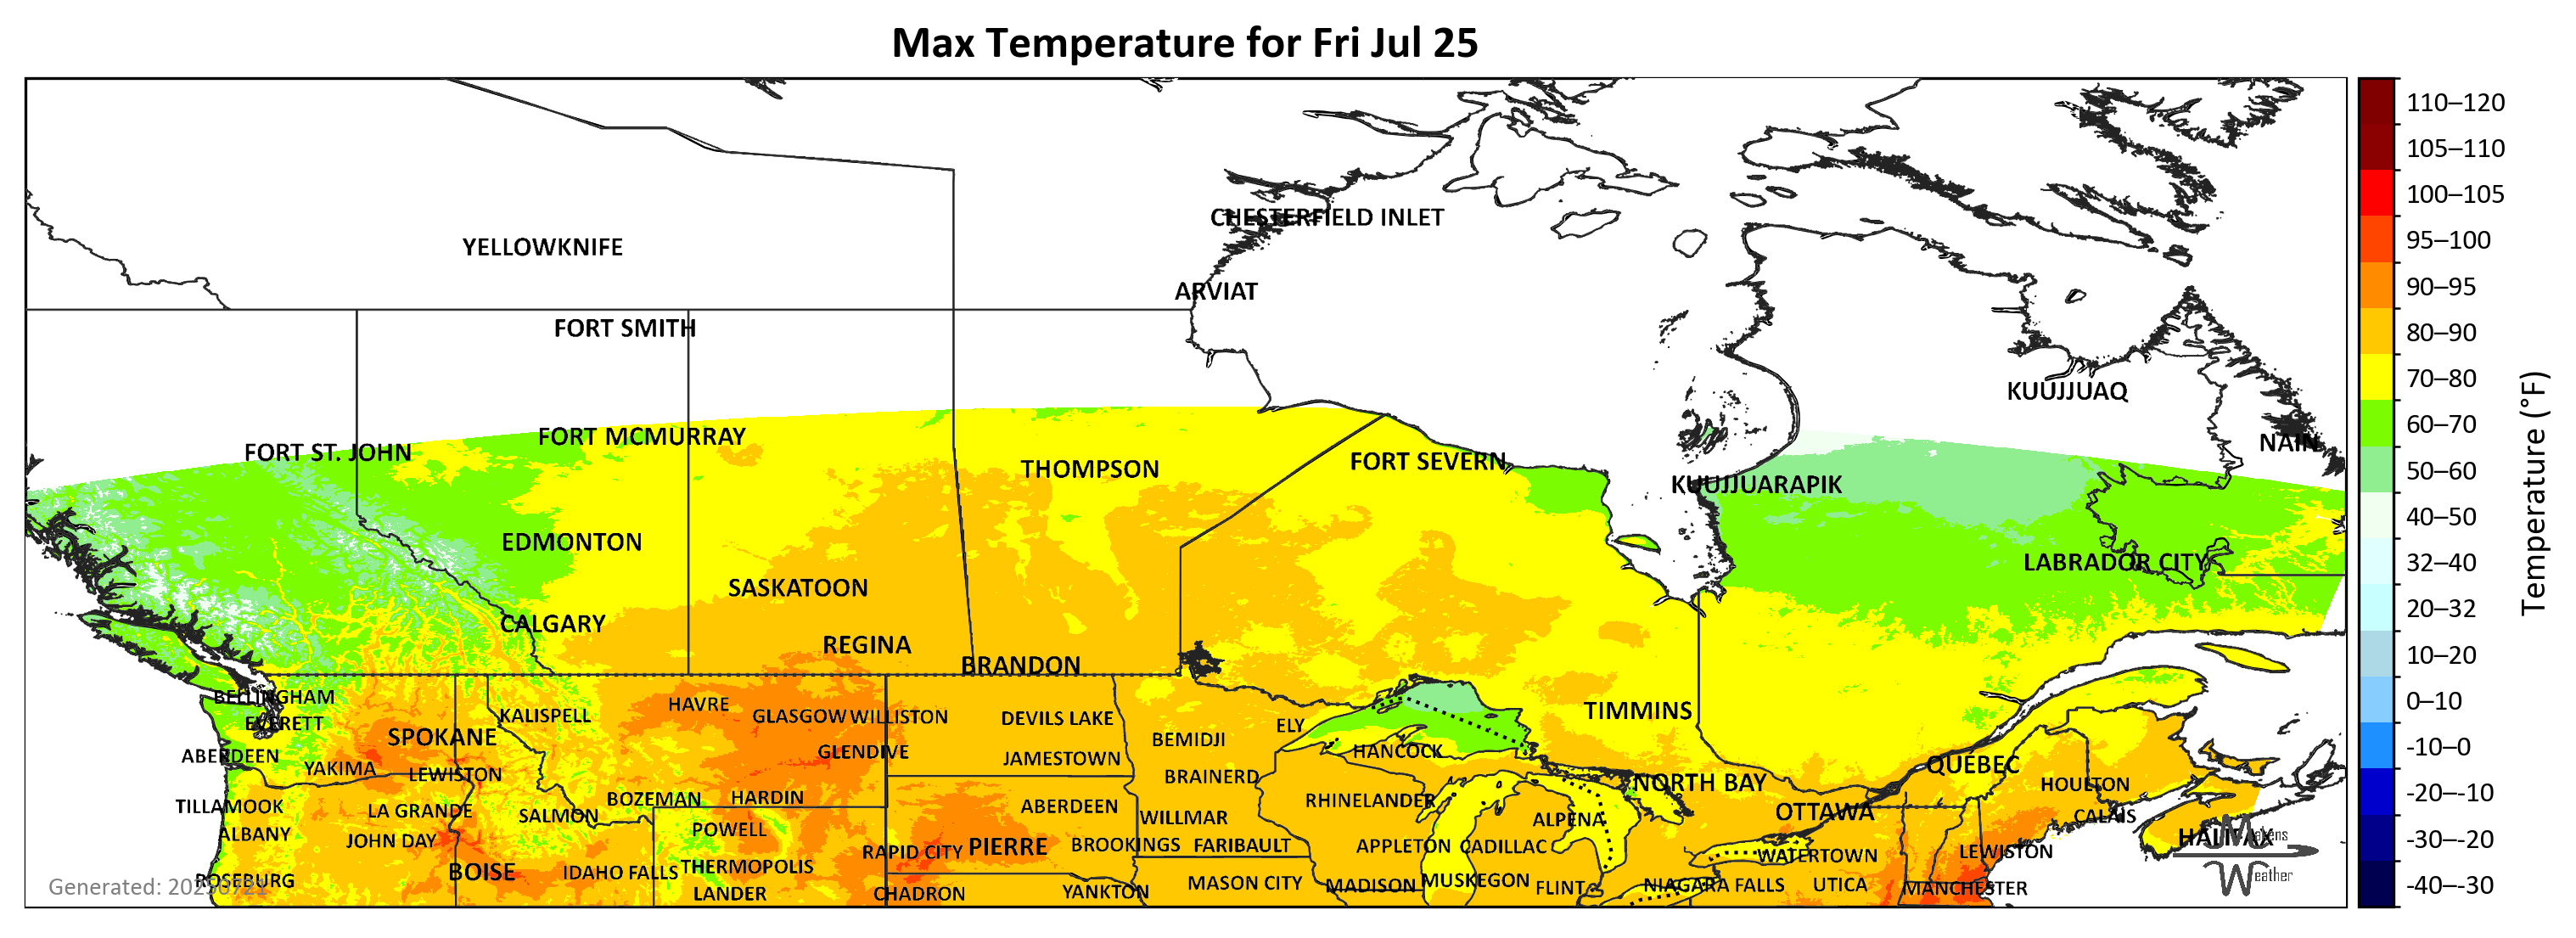 Max Temperature for Fri Jul 25
110–120
105–110
100–105
95–100
90–95
80–90
70–80
60–70
50–60
40–50
32–40
20–32
10–20
0–10
-10–0
-20–-10
-30–-20
-40–-30
Temperature (°F)
CHESTERFIELD INLET
YELLOWKNIFE
ARVIAT
FORT SMITH
KUUJJUAQ
FORT MCMURRAY
NAIN
FORT ST. JOHN
FORT SEVERN
THOMPSON
KUUJJUARAPIK
EDMONTON
LABRADOR CITY
SASKATOON
CALGARY
REGINA
BRANDON
BELLINGHAM
HAVRE
TIMMINS
KALISPELL
GLASGOW
WILLISTON
DEVILS LAKE
EVERETT
ELY
SPOKANE
BEMIDJI
GLENDIVE
HANCOCK
ABERDEEN
JAMESTOWN
QUÉBEC
YAKIMA
LEWISTON
BRAINERD
NORTH BAY
HOULTON
BOZEMAN
HARDIN
RHINELANDER
TILLAMOOK
LA GRANDE
ABERDEEN
OTTAWA
SALMON
CALAIS
WILLMAR
ALPENA
POWELL
ALBANY
JOHN DAY
HALIFAX
Makens
PIERRE
BROOKINGS
FARIBAULT
APPLETON
CADILLAC
RAPID CITY
LEWISTON
WATERTOWN
THERMOPOLIS
BOISE
IDAHO FALLS
Weather
ROSEBURG
MUSKEGON
MASON CITY
MADISON
NIAGARA FALLS
UTICA
Generated:
FLINT
MANCHESTER
YANKTON
LANDER
CHADRON